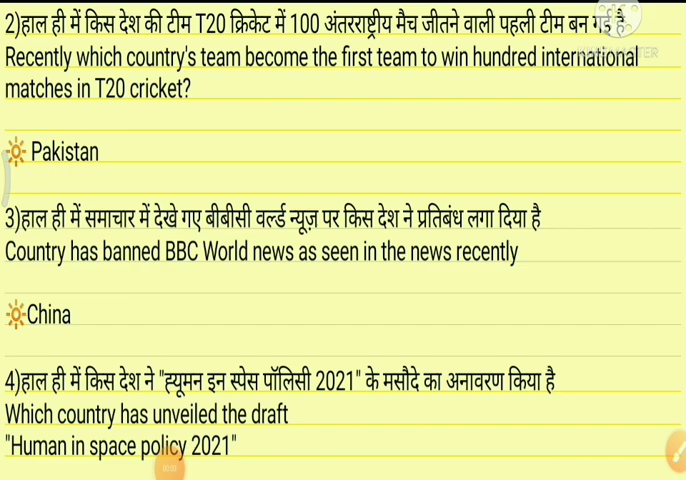 2)हाल ही में किस देश की टीम T20 क्रिकेट में 100 अंतरराष्ट्रीय मैच जीतने वाली पहली टीम बन गई है
Recently which country's team become the first team to win hundred international
matches in T20 cricket?
Pakistan
3)हाल ही में समाचार में देखे गए बीबीसी वर्ल्ड न्यूज़ पर किस देश ने प्रतिबंध लगा दिया है
Country has banned BBC World news as seen in the news recently
China
4)हाल ही में किस देश ने "ह्यूमन इन स्पेस पॉलिसी 2021" के मसौदे का अनावरण किया है
Which country has unveiled the draft
"Human in space policy 2021"